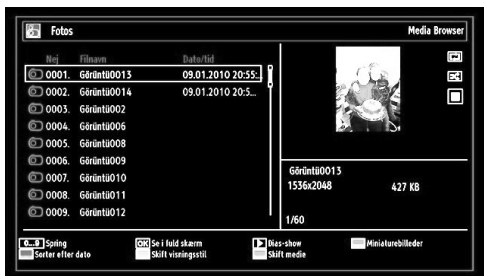 Fotos Media Browser
Nej Filnavn Dato/tid
0001. Görüntü0013 09.01.2010 20:55:..
0002. Görüntü0014 09.01.2010 20:5...
0003. Görüntü002
0004. Görüntü006
0005. Görüntü008
0006. Görüntü009
0007. Görüntü010
0008. Görüntü011
0009. Görüntü012
Görüntü0013
1536x2048 427 KB
1/60
0...9 Spring OK Se i fuld skærm Dias-show Miniaturebilleder
Sorter efter dato Skift visningsstil Skift medie